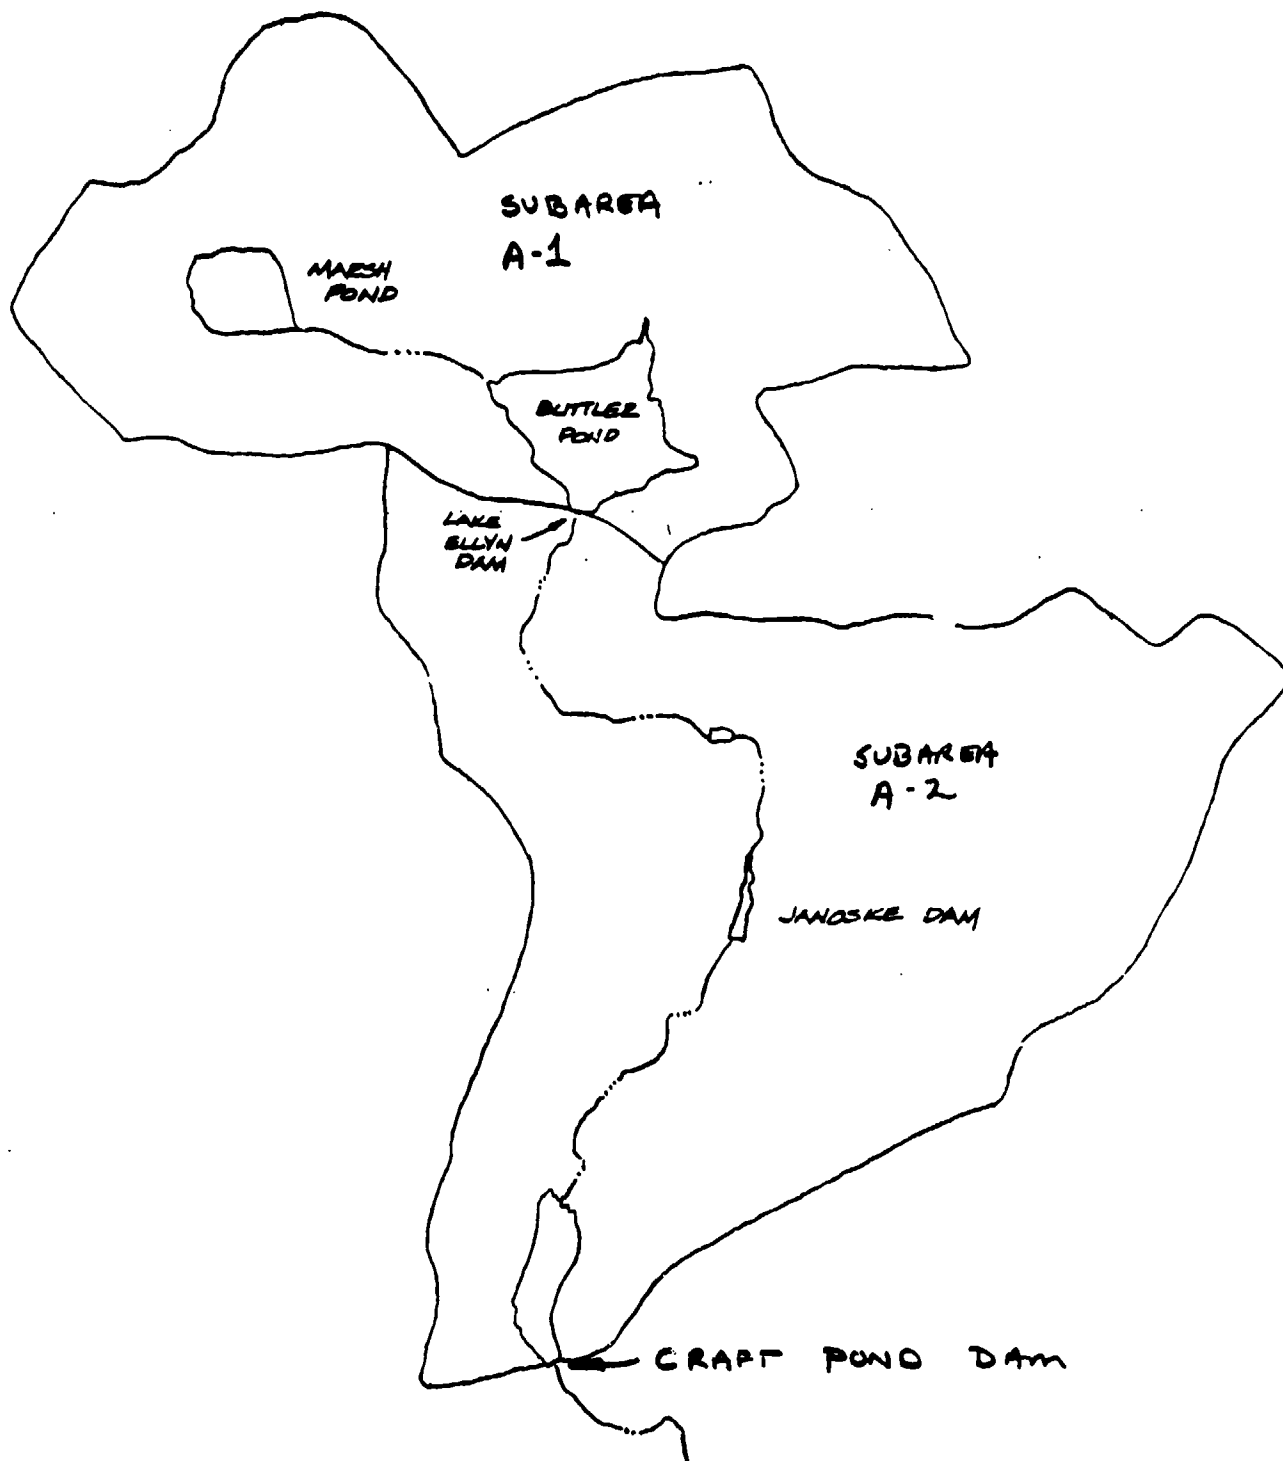 SUBAREA
A-1
MARSH
POND
BUTTLER
POND
LAKE
ELLYN
DAM
SUBAREA
A-2
JANOSKE DAM
CRAFT POND DAM